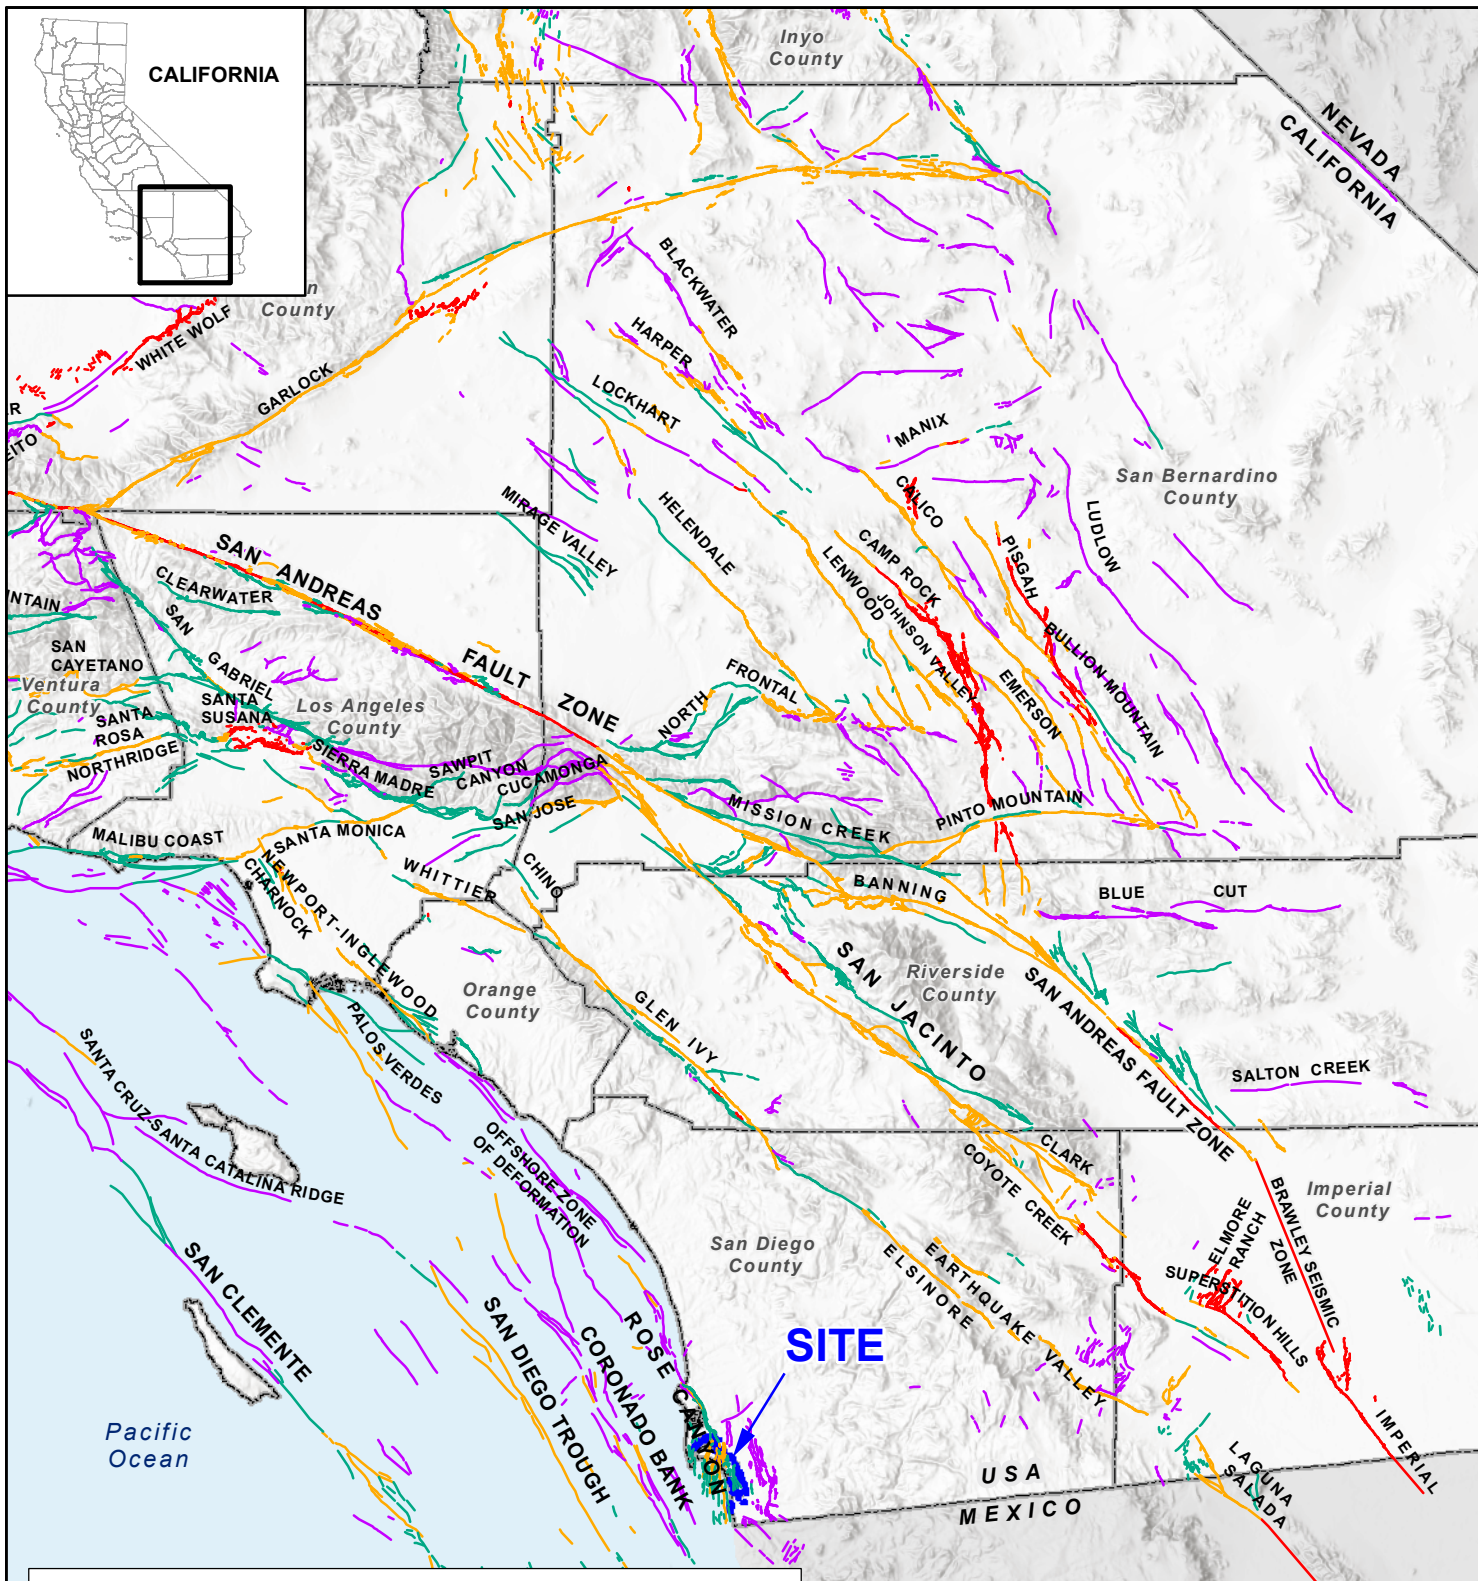 CALIFORNIA
Inyo
County
NEVADA
CALIFORNIA
County
WHITE WOLF
GARLOCK
BLACKWATER
HARPER
LOCKHART
MANIX
San Bernardino
County
CALICO
LUDLOW
MIRAGE VALLEY
HELENDALE
PISGAH
CAMP ROCK
LENWOOD
JOHNSON VALLEY
BULLION MOUNTAIN
EMERSON
SAN ANDREAS
FAULT ZONE
CLEARWATER
SAN
GABRIEL
SAN
CAYETANO
Ventura
County
SANTA
SUSANA
Los Angeles
County
SANTA
ROSA
NORTHRIDGE
SIERRA MADRE
SAWPIT
CANYON
CUCAMONGA
NORTH
FRONTAL
SAN JOSE
MISSION CREEK
PINTO MOUNTAIN
MALIBU COAST
SANTA MONICA
NEWPORT-INGLEWOOD
CHARNOCK
WHITTIER
CHINO
BANNING
BLUE CUT
Orange
County
SAN JACINTO
Riverside
County
SAN ANDREAS FAULT ZONE
GLEN IVY
PALOS VERDES
SALTON CREEK
SANTA CRUZ-SANTA CATALINA RIDGE
OFFSHORE ZONE
OF DEFORMATION
CLARK
COYOTE CREEK
Imperial
County
BRAWLEY SEISMIC
ZONE
ELMORE
RANCH
SUPERSTITION HILLS
San Diego
County
EARTHQUAKE VALLEY
ELSINORE
SAN CLEMENTE
SAN DIEGO TROUGH
CORONADO BANK
ROSE CANYON
SITE
Pacific
Ocean
USA
MEXICO
LAGUNA
SALADA
IMPERIAL